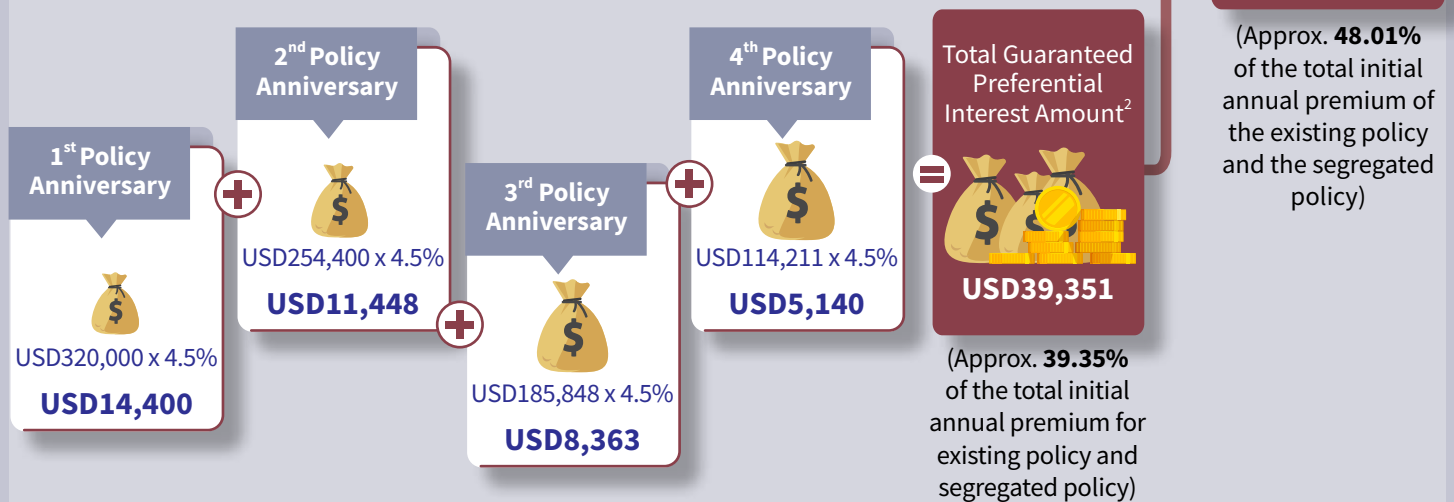 1st Policy
Anniversary
USD320,000 x 4.5%
USD14,400
+
2nd Policy
Anniversary
USD254,400 x 4.5%
USD11,448
+
3rd Policy
Anniversary
USD185,848 x 4.5%
USD8,363
+
4th Policy
Anniversary
USD114,211 x 4.5%
USD5,140
=
Total Guaranteed
Preferential
Interest Amount2
USD39,351
(Approx. 39.35%
of the total initial
annual premium for
existing policy and
segregated policy)
(Approx. 48.01%
of the total initial
annual premium of
the existing policy
and the segregated
policy)